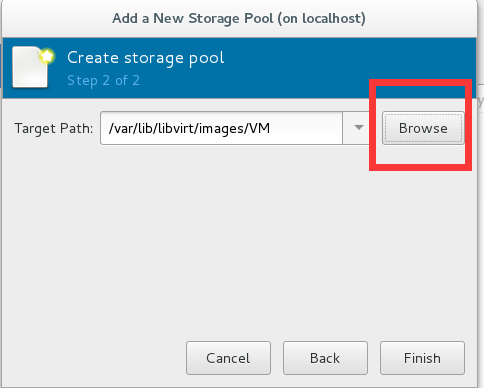 Add a New Storage Pool (on localhost)
Create storage pool
Step 2 of 2
Target Path: /var/lib/libvirt/images/VM Browse
Cancel Back Finish